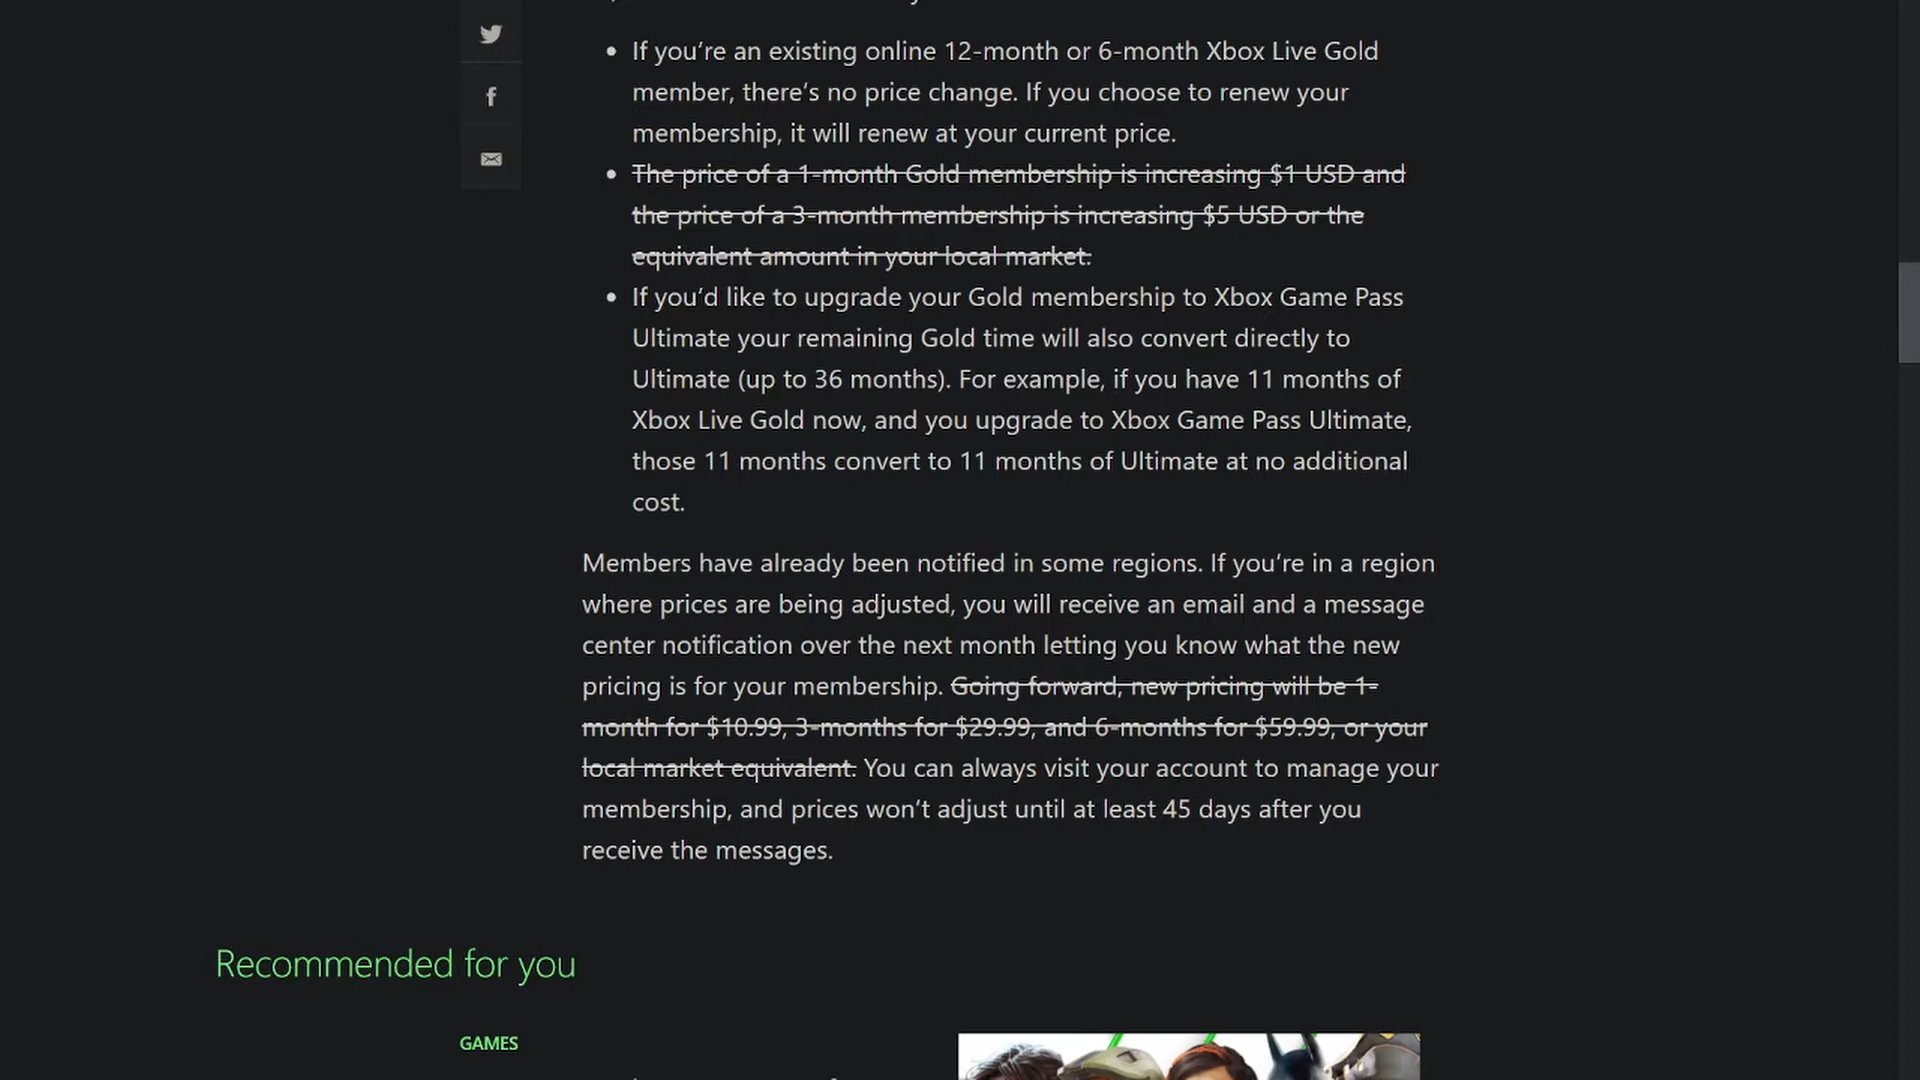 If you’re an existing online 12-month or 6-month Xbox Live Gold
member, there’s no price change. If you choose to renew your
membership, it will renew at your current price.
The price of a 1-month Gold membership is increasing $1 USD and
the price of a 3-month membership is increasing $5 USD or the
equivalent amount in your local market.
If you’d like to upgrade your Gold membership to Xbox Game Pass
Ultimate your remaining Gold time will also convert directly to
Ultimate (up to 36 months). For example, if you have 11 months of
Xbox Live Gold now, and you upgrade to Xbox Game Pass Ultimate,
those 11 months convert to 11 months of Ultimate at no additional
cost.
Members have already been notified in some regions. If you’re in a region
where prices are being adjusted, you will receive an email and a message
center notification over the next month letting you know what the new
pricing is for your membership. Going forward, new pricing will be 1-
month for $10.99, 3-months for $29.99, and 6-months for $59.99, or your
local market equivalent. You can always visit your account to manage your
membership, and prices won’t adjust until at least 45 days after you
receive the messages.
Recommended for you
GAMES